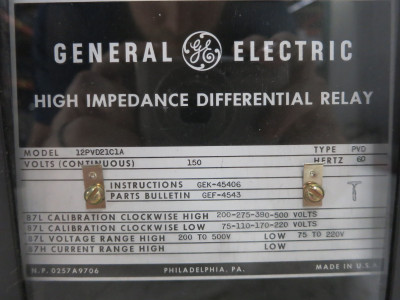 GENERAL GE ELECTRIC
HIGH IMPEDANCE DIFFERENTIAL RELAY
MODEL 12PVD21C1A TYPE PVD
VOLTS (CONTINUOUS) 150 HERTZ 60
INSTRUCTIONS GEK-45406
PARTS BULLETIN GEF-4543
87L CALIBRATION CLOCKWISE HIGH 200-275-390-500 VOLTS
87L CALIBRATION CLOCKWISE LOW 75-110-170-220 VOLTS
87L VOLTAGE RANGE HIGH 200 TO 500V LOW 75 TO 220V
87H CURRENT RANGE HIGH LOW
N.P. 0257A9706 PHILADELPHIA, PA. MADE IN U.S.A.